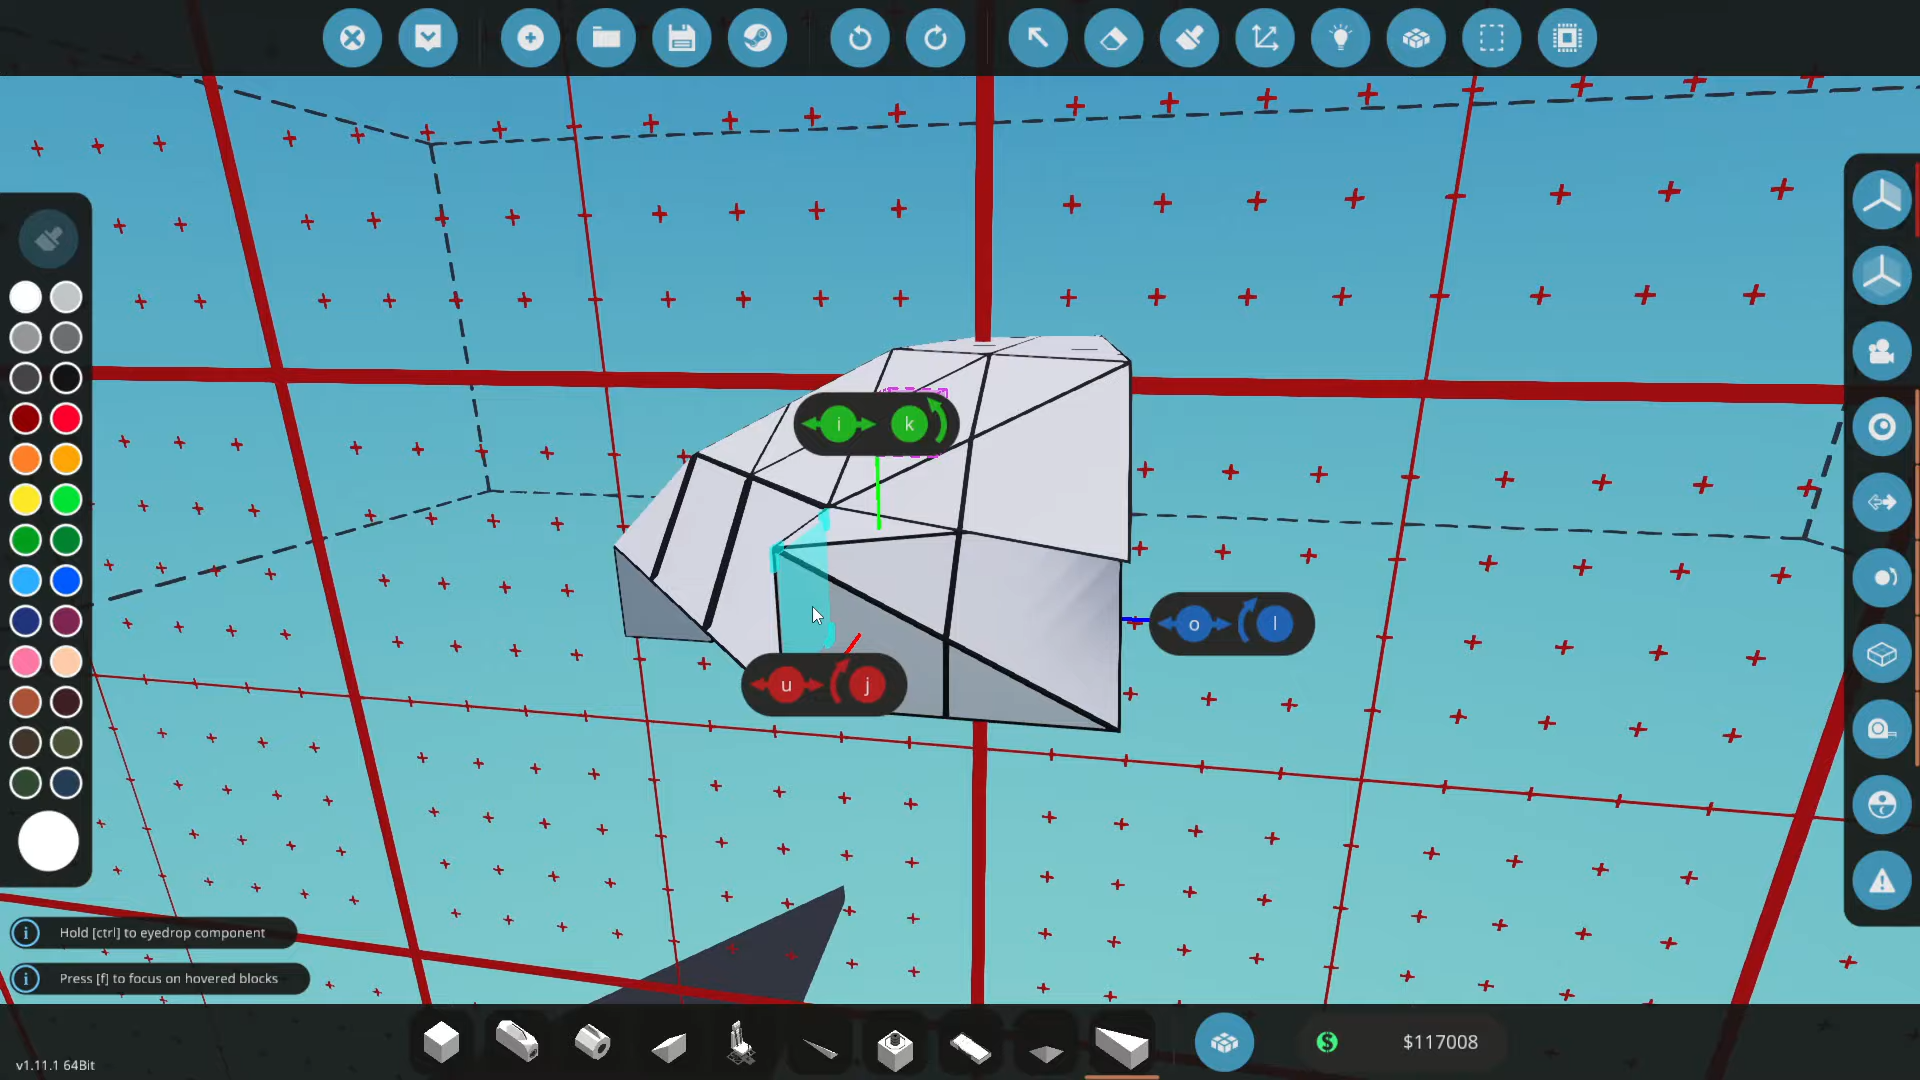 i k
o l
u j
Hold [ctrl] to eyedrop component
Press [f] to focus on hovered blocks
$ $117008
v1.11.1 64Bit